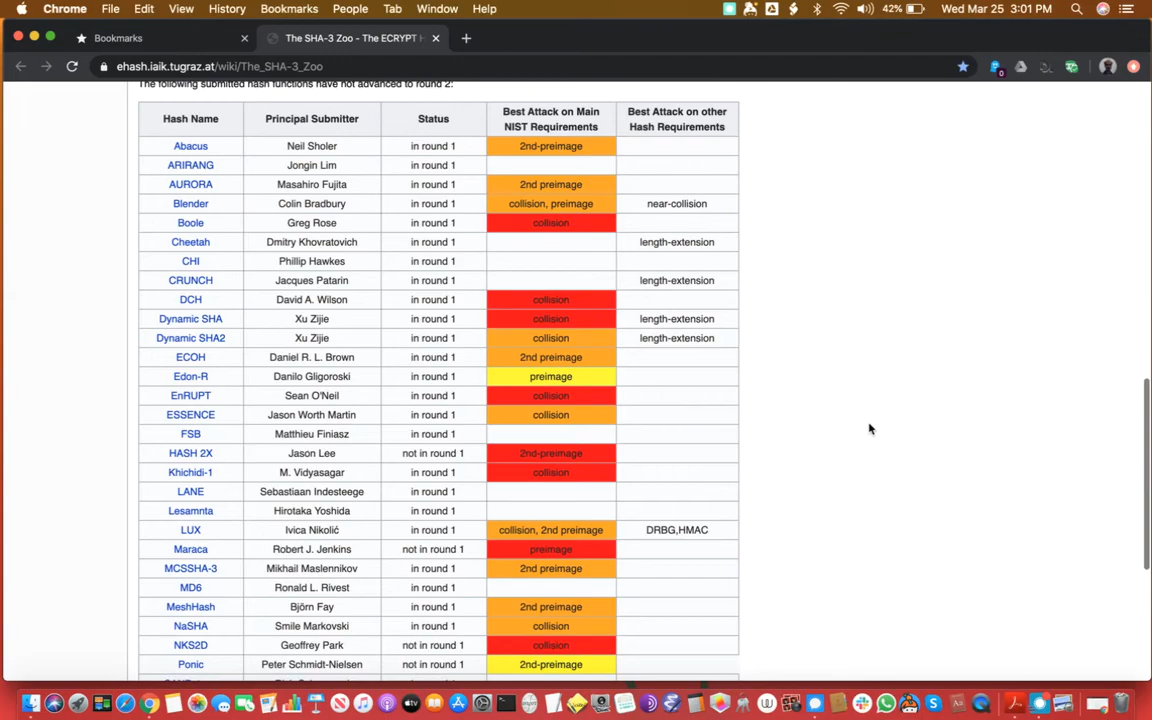 Chrome File Edit View History Bookmarks People Tab Window Help 42% Wed Mar 25 3:01 PM
Bookmarks The SHA-3 Zoo - The ECRYPT H
ehash.iaik.tugraz.at/wiki/The_SHA-3_Zoo 0
The following submitted hash functions have not advanced to round 2:
Hash Name Principal Submitter Status Best Attack on Main NIST Requirements Best Attack on other Hash Requirements
Abacus Neil Sholer in round 1 2nd-preimage
ARIRANG Jongin Lim in round 1
AURORA Masahiro Fujita in round 1 2nd preimage
Blender Colin Bradbury in round 1 collision, preimage near-collision
Boole Greg Rose in round 1 collision
Cheetah Dmitry Khovratovich in round 1 length-extension
CHI Phillip Hawkes in round 1
CRUNCH Jacques Patarin in round 1 length-extension
DCH David A. Wilson in round 1 collision
Dynamic SHA Xu Zijie in round 1 collision length-extension
Dynamic SHA2 Xu Zijie in round 1 collision length-extension
ECOH Daniel R. L. Brown in round 1 2nd preimage
Edon-R Danilo Gligoroski in round 1 preimage
EnRUPT Sean O'Neil in round 1 collision
ESSENCE Jason Worth Martin in round 1 collision
FSB Matthieu Finiasz in round 1
HASH 2X Jason Lee not in round 1 2nd-preimage
Khichidi-1 M. Vidyasagar in round 1 collision
LANE Sebastiaan Indesteege in round 1
Lesamnta Hirotaka Yoshida in round 1
LUX Ivica Nikolić in round 1 collision, 2nd preimage DRBG,HMAC
Maraca Robert J. Jenkins not in round 1 preimage
MCSSHA-3 Mikhail Maslennikov in round 1 2nd preimage
MD6 Ronald L. Rivest in round 1
MeshHash Björn Fay in round 1 2nd preimage
NaSHA Smile Markovski in round 1 collision
NKS2D Geoffrey Park not in round 1 collision
Ponic Peter Schmidt-Nielsen not in round 1 2nd-preimage